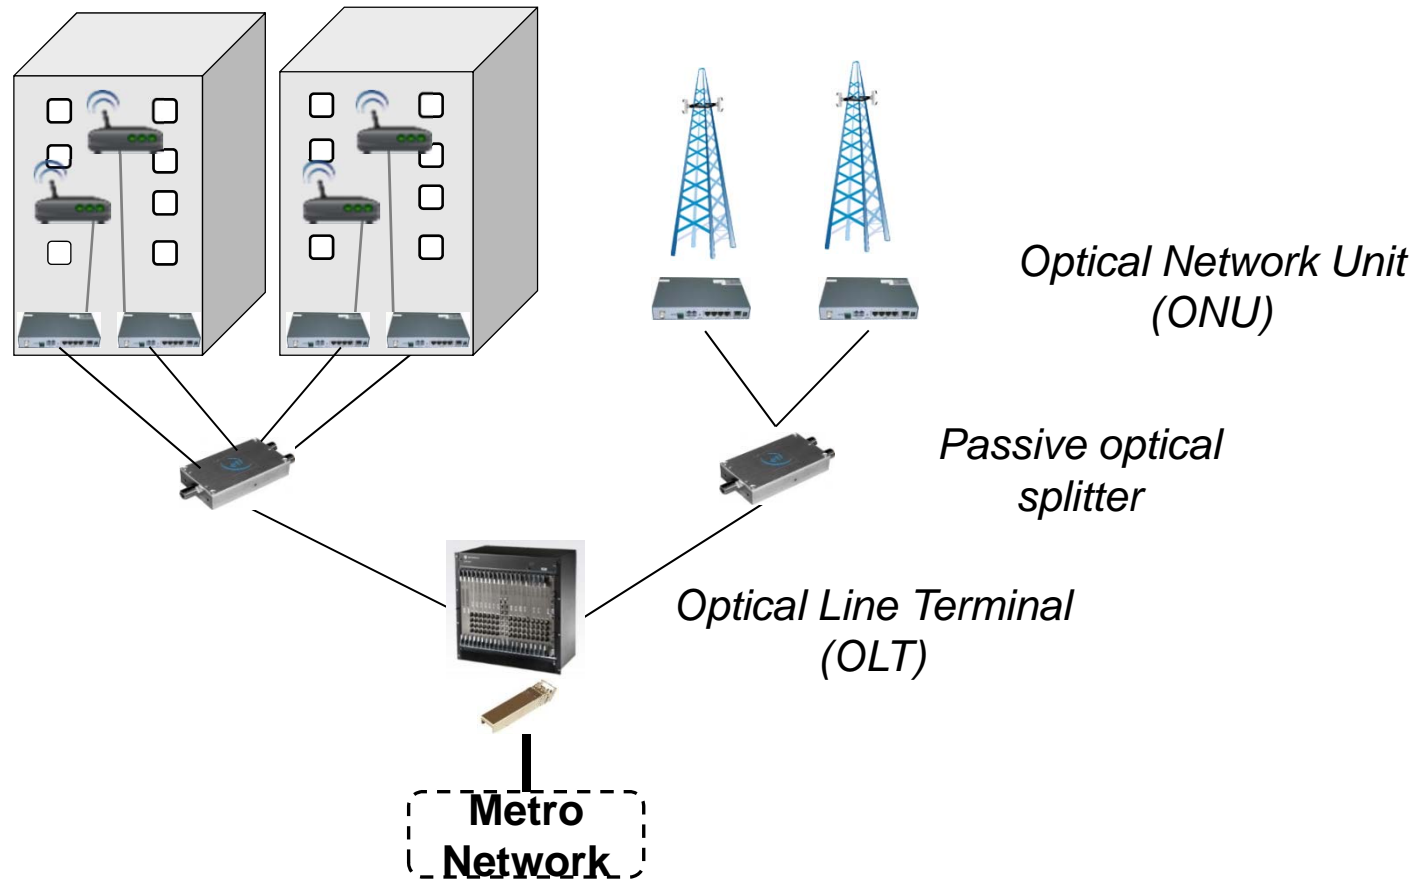 Optical Network Unit
(ONU)
Passive optical
splitter
Optical Line Terminal
(OLT)
Metro
Network